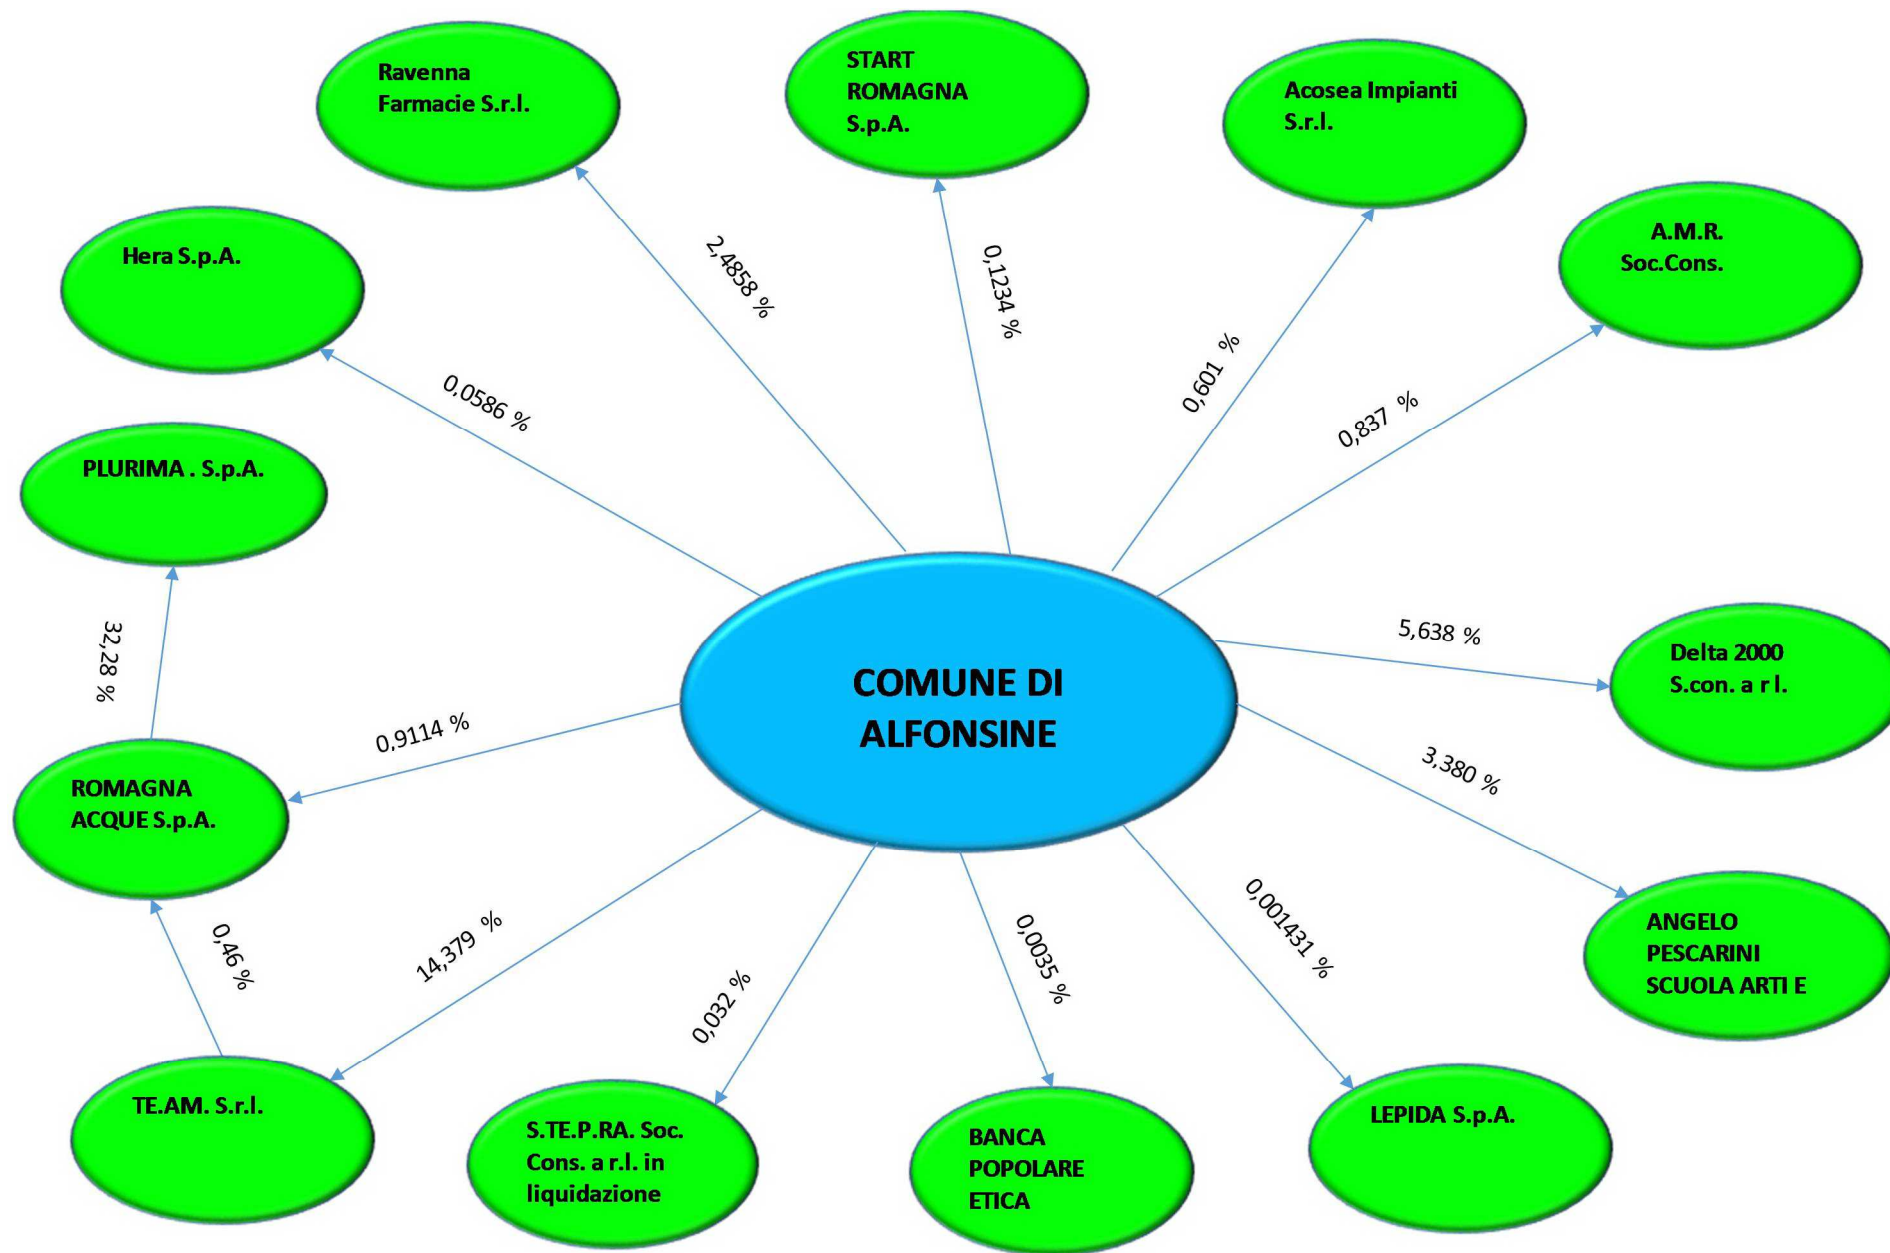 Ravenna
Farmacie S.r.l.
START
ROMAGNA
S.p.A.
Acosea Impianti
S.r.l.
A.M.R.
Soc.Cons.
Hera S.p.A.
2,4858 %
0,1234 %
0,601 %
0,837 %
0,0586 %
PLURIMA . S.p.A.
32,28 %
5,638 %
Delta 2000
S.con. a r l.
COMUNE DI
ALFONSINE
0,9114 %
3,380 %
ROMAGNA
ACQUE S.p.A.
0,46 %
14,379 %
0,032 %
0,0035 %
0,001431 %
ANGELO
PESCARINI
SCUOLA ARTI E
TE.AM. S.r.l.
S.TE.P.RA. Soc.
Cons. a r.l. in
liquidazione
BANCA
POPOLARE
ETICA
LEPIDA S.p.A.